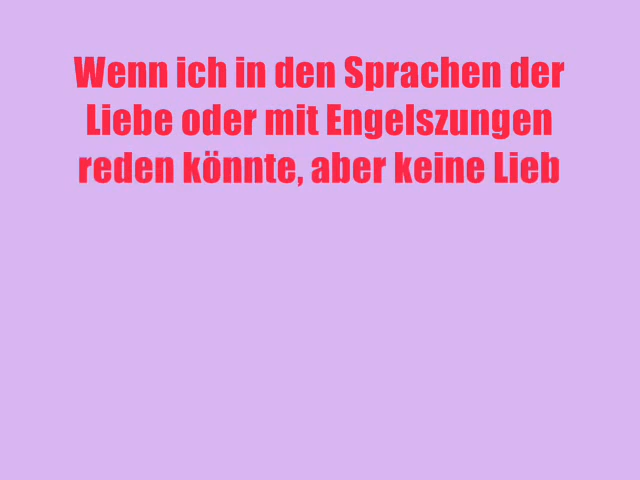 Wenn ich in den Sprachen der
Liebe oder mit Engelszungen
reden könnte, aber keine Lieb